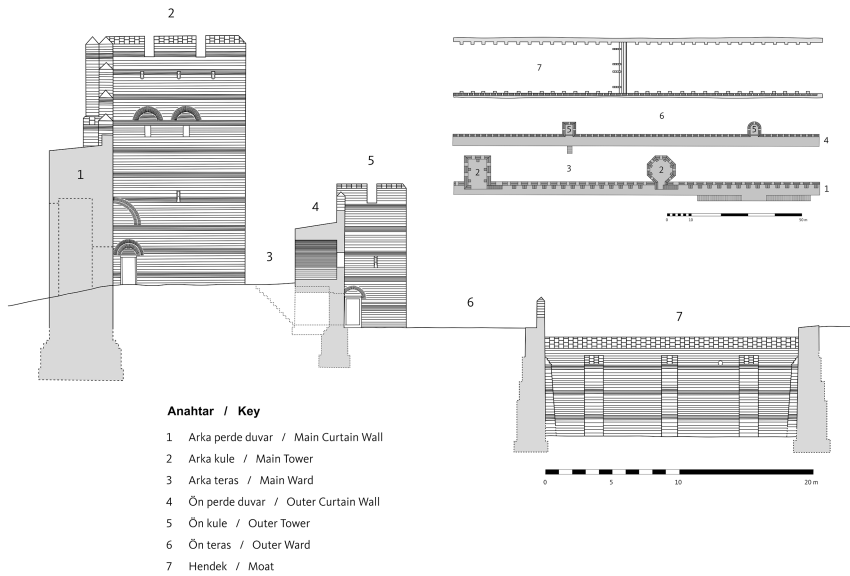 2
7
6
5
5
4
3
2
2
1
0
10
50 m
5
1
4
3
6
7
0
5
10
20 m
Anahtar / Key
1 Arka perde duvar / Main Curtain Wall
2 Arka kule / Main Tower
3 Arka teras / Main Ward
4 Ön perde duvar / Outer Curtain Wall
5 Ön kule / Outer Tower
6 Ön teras / Outer Ward
7 Hendek / Moat